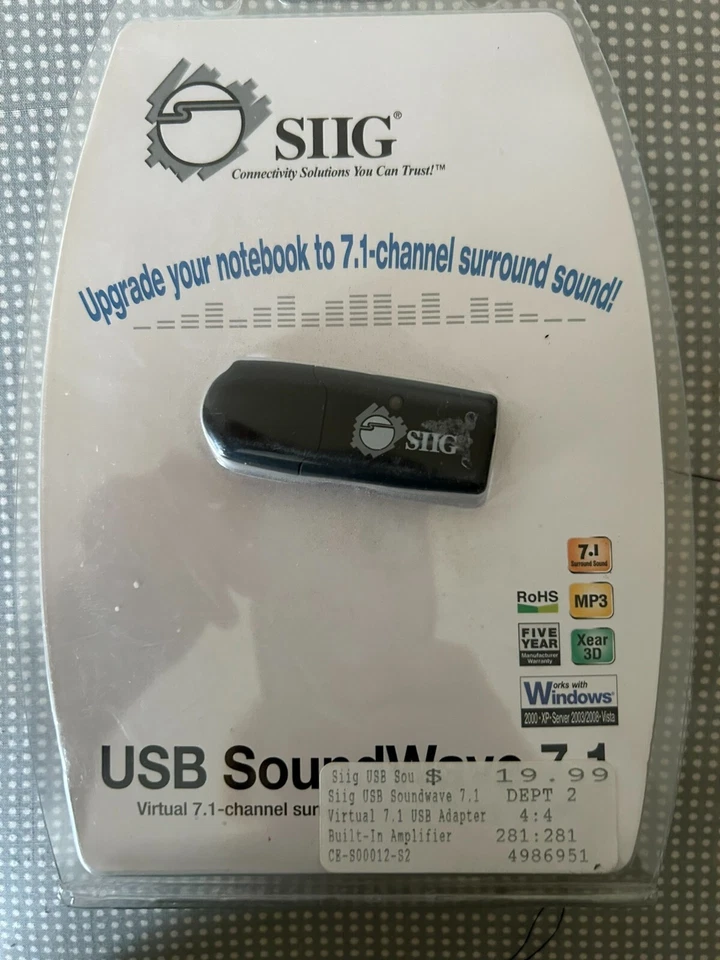 SIIG®
Connectivity Solutions You Can Trust!™
Upgrade your notebook to 7.1-channel surround sound!
SIIG
7.1
Surround Sound
RoHS
MP3
FIVE
YEAR
Manufacturer
Warranty
Xear
3D
Works with
Windows®
2000·XP·Server 2003/2008·Vista
USB SoundWave 7.1
Virtual 7.1-channel sur
Siig USB Sou $ 19.99
Siig USB Soundwave 7.1 DEPT 2
Virtual 7.1 USB Adapter 4:4
Built-In Amplifier 281:281
CE-S00012-S2 4986951